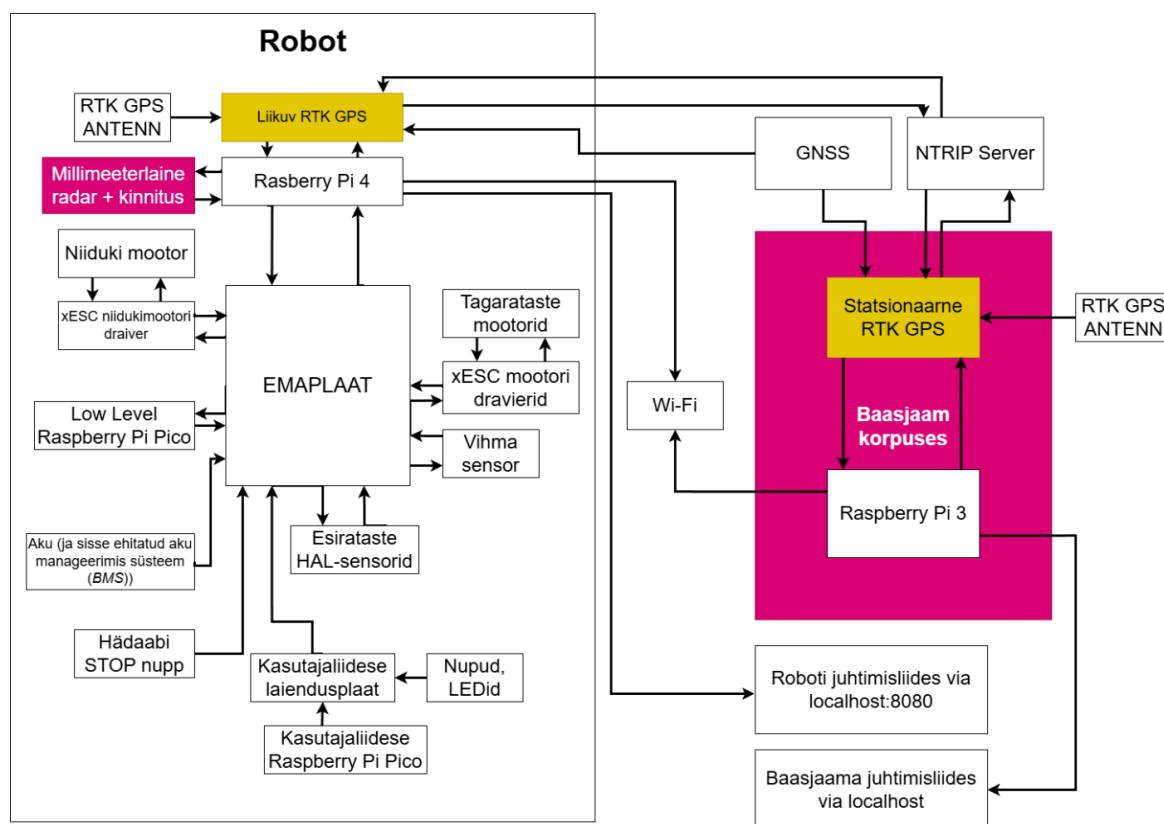 Robot
RTK GPS
ANTENN
Liikuv RTK GPS
Millimeeterlaine
radar + kinnitus
Rasberry Pi 4
GNSS
NTRIP Server
Niiduki mootor
xESC niidukimootori
draiver
Tagarataste
mootorid
xESC mootori
dravierid
EMAPLAAT
Low Level
Raspberry Pi Pico
Vihma
sensor
Esirataste
HAL-sensorid
Aku (ja sisse ehitatud aku
manageerimis süsteem
(BMS))
Hädaabi
STOP nupp
Kasutajaliidese
laiendusplaat
Nupud,
LEDid
Kasutajaliidese
Raspberry Pi Pico
Wi-Fi
Statsionaarne
RTK GPS
RTK GPS
ANTENN
Baasjaam
korpuses
Raspberry Pi 3
Roboti juhtimisliides via
localhost:8080
Baasjaama juhtimisliides
via localhost